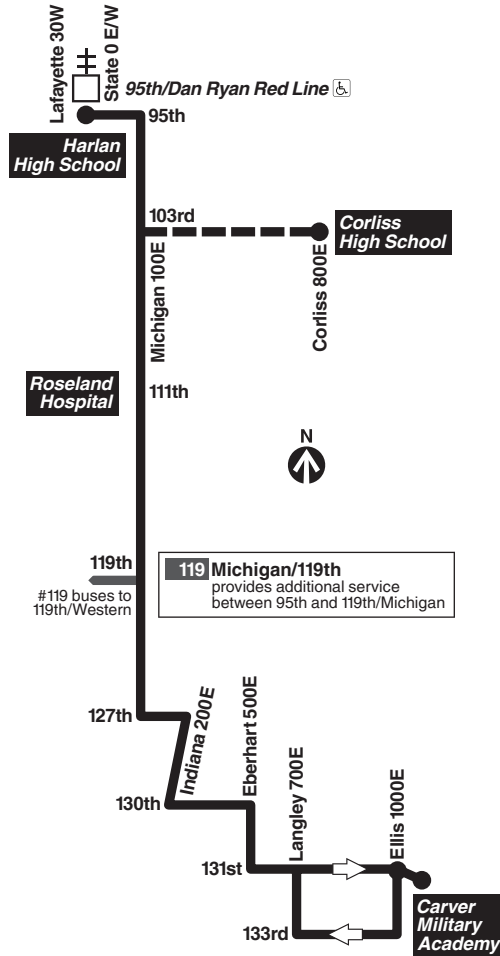 Lafayette 30W
State 0 E/W
95th/Dan Ryan Red Line
95th
Harlan
High School
103rd
Corliss
High School
Michigan 100E
Corliss 800E
Roseland
Hospital
111th
N
119th
#119 buses to
119th/Western
119 Michigan/119th
provides additional service
between 95th and 119th/Michigan
127th
Indiana 200E
Eberhart 500E
130th
Langley 700E
Ellis 1000E
131st
133rd
Carver
Military
Academy